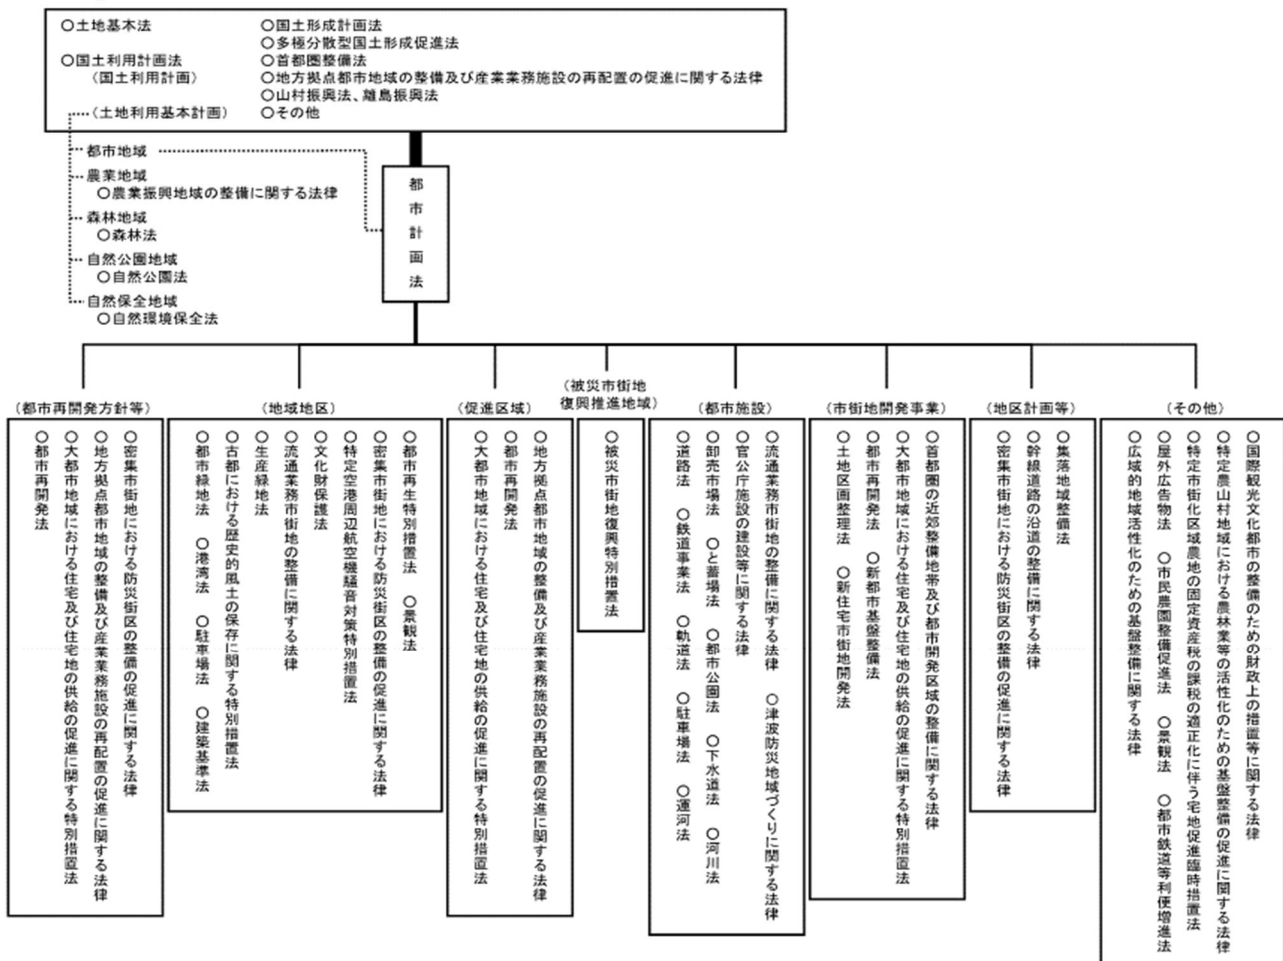 ○土地基本法
○国土利用計画法
（国土利用計画）
（土地利用基本計画）
○国土形成計画法
○多極分散型国土形成促進法
○首都圏整備法
○地方拠点都市地域の整備及び産業業務施設の再配置の促進に関する法律
○山村振興法、離島振興法
○その他
都市地域
農業地域
○農業振興地域の整備に関する法律
森林地域
○森林法
自然公園地域
○自然公園法
自然保全地域
○自然環境保全法
都市計画法
（都市再開発方針等）
○密集市街地における防災街区の整備の促進に関する法律
○地方拠点都市地域の整備及び産業業務施設の再配置の促進に関する法律
○大都市地域における住宅及び住宅地の供給の促進に関する特別措置法
○都市再開発法
（地域地区）
○都市再生特別措置法　○景観法
○密集市街地における防災街区の整備の促進に関する法律
○特定空港周辺航空機騒音対策特別措置法
○文化財保護法
○流通業務市街地の整備に関する法律
○生産緑地法
○古都における歴史的風土の保存に関する特別措置法
○都市緑地法　○港湾法　○駐車場法　○建築基準法
（促進区域）
○地方拠点都市地域の整備及び産業業務施設の再配置の促進に関する法律
○都市再開発法
○大都市地域における住宅及び住宅地の供給の促進に関する特別措置法
（被災市街地
復興推進地域）
○被災市街地復興特別措置法
（都市施設）
○流通業務市街地の整備に関する法律　○津波防災地域づくりに関する法律
○官公庁施設の建設等に関する法律
○卸売市場法　○と畜場法　○都市公園法　○下水道法　○河川法
○道路法　○鉄道事業法　○軌道法　○駐車場法　○運河法
（市街地開発事業）
○首都圏の近郊整備地帯及び都市開発区域の整備に関する法律
○大都市地域における住宅及び住宅地の供給の促進に関する特別措置法
○都市再開発法　○新都市基盤整備法
○土地区画整理法　○新住宅市街地開発法
（地区計画等）
○集落地域整備法
○幹線道路の沿道の整備に関する法律
○密集市街地における防災街区の整備の促進に関する法律
（その他）
○国際観光文化都市の整備のための財政上の措置等に関する法律
○特定農山村地域における農林業等の活性化のための基盤整備の促進に関する法律
○特定市街化区域農地の固定資産税の課税の適正化に伴う宅地促進臨時措置法
○屋外広告物法　○市民農園整備促進法　○景観法　○都市鉄道等利便増進法
○広域的地域活性化のための基盤整備に関する法律